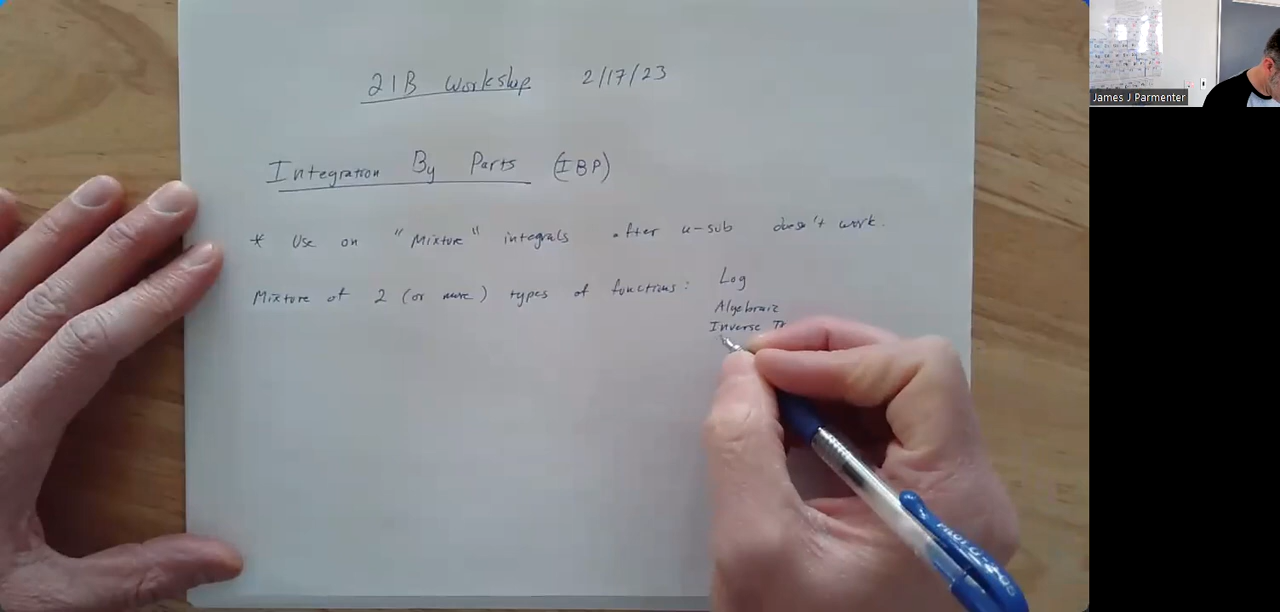 21B Workshop 2/17/23
Integration By Parts (IBP)
* Use on "Mixture" integrals after u-sub doesn't work.
Mixture of 2 (or more) types of functions: Log
Algebraic
Inverse
James J Parmenter